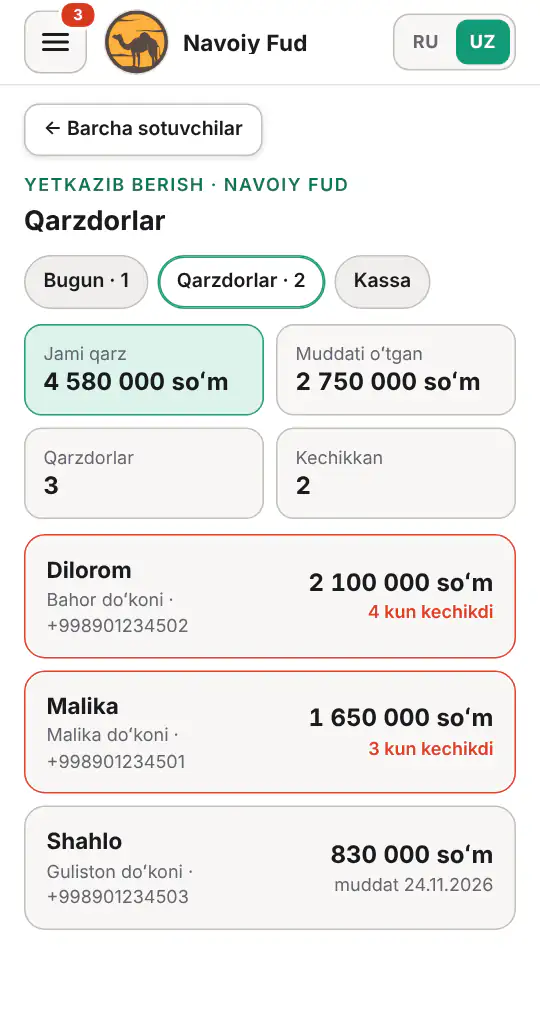 3
Navoiy Fud
RU
UZ
← Barcha sotuvchilar
YETKAZIB BERISH · NAVOIY FUD
Qarzdorlar
Bugun · 1
Qarzdorlar · 2
Kassa
Jami qarz
4 580 000 soʻm
Muddati oʻtgan
2 750 000 soʻm
Qarzdorlar
3
Kechikkan
2
Dilorom
Bahor doʻkoni ·
+998901234502
2 100 000 soʻm
4 kun kechikdi
Malika
Malika doʻkoni ·
+998901234501
1 650 000 soʻm
3 kun kechikdi
Shahlo
Guliston doʻkoni ·
+998901234503
830 000 soʻm
muddat 24.11.2026